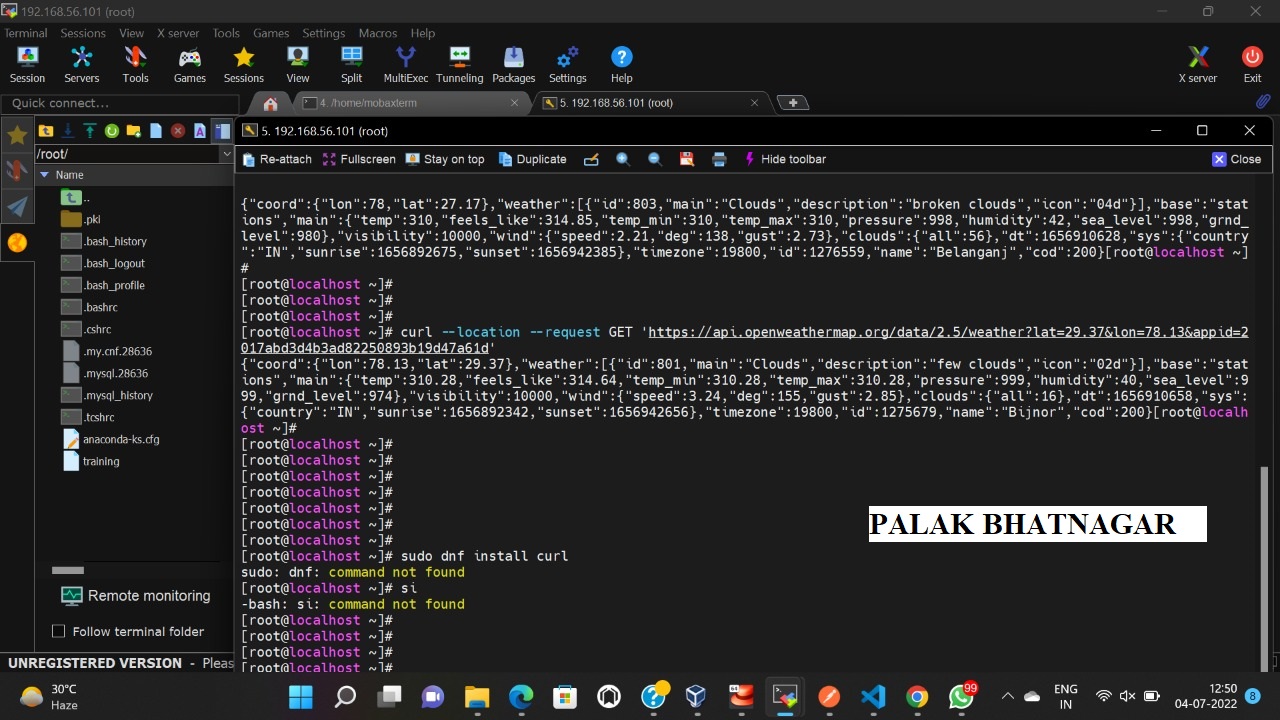 192.168.56.101 (root)
Terminal Sessions View X server Tools Games Settings Macros Help
Session Servers Tools Games Sessions View Split MultiExec Tunneling Packages Settings Help X server Exit
Quick connect...
4. /home/mobaxterm
5. 192.168.56.101 (root)
/root/
Name
..
.pki
.bash_history
.bash_logout
.bash_profile
.bashrc
.cshrc
.my.cnf.28636
.mysql.28636
.mysql_history
.tcshrc
anaconda-ks.cfg
training
Remote monitoring
Follow terminal folder
UNREGISTERED VERSION - Pleas
5. 192.168.56.101 (root)
Re-attach Fullscreen Stay on top Duplicate Hide toolbar Close
{"coord":{"lon":78,"lat":27.17},"weather":[{"id":803,"main":"Clouds","description":"broken clouds","icon":"04d"}],"base":"stat
ions","main":{"temp":310,"feels_like":314.85,"temp_min":310,"temp_max":310,"pressure":998,"humidity":42,"sea_level":998,"grnd_
level":980},"visibility":10000,"wind":{"speed":2.21,"deg":138,"gust":2.73},"clouds":{"all":56},"dt":1656910628,"sys":{"country
":"IN","sunrise":1656892675,"sunset":1656942385},"timezone":19800,"id":1276559,"name":"Belanganj","cod":200}[root@localhost ~]
#
[root@localhost ~]#
[root@localhost ~]#
[root@localhost ~]#
[root@localhost ~]# curl --location --request GET 'https://api.openweathermap.org/data/2.5/weather?lat=29.37&lon=78.13&appid=2
017abd3d4b3ad82250893b19d47a61d'
{"coord":{"lon":78.13,"lat":29.37},"weather":[{"id":801,"main":"Clouds","description":"few clouds","icon":"02d"}],"base":"stat
ions","main":{"temp":310.28,"feels_like":314.64,"temp_min":310.28,"temp_max":310.28,"pressure":999,"humidity":40,"sea_level":9
99,"grnd_level":974},"visibility":10000,"wind":{"speed":3.24,"deg":155,"gust":2.85},"clouds":{"all":16},"dt":1656910658,"sys":
{"country":"IN","sunrise":1656892342,"sunset":1656942656},"timezone":19800,"id":1275679,"name":"Bijnor","cod":200}[root@localh
ost ~]#
[root@localhost ~]#
[root@localhost ~]#
[root@localhost ~]#
[root@localhost ~]#
[root@localhost ~]#
[root@localhost ~]#
[root@localhost ~]#
[root@localhost ~]# sudo dnf install curl
sudo: dnf: command not found
[root@localhost ~]# si
-bash: si: command not found
[root@localhost ~]#
[root@localhost ~]#
[root@localhost ~]#
[root@localhost ~]#
PALAK BHATNAGAR
30°C
Haze
99
ENG
IN
12:50
04-07-2022
8